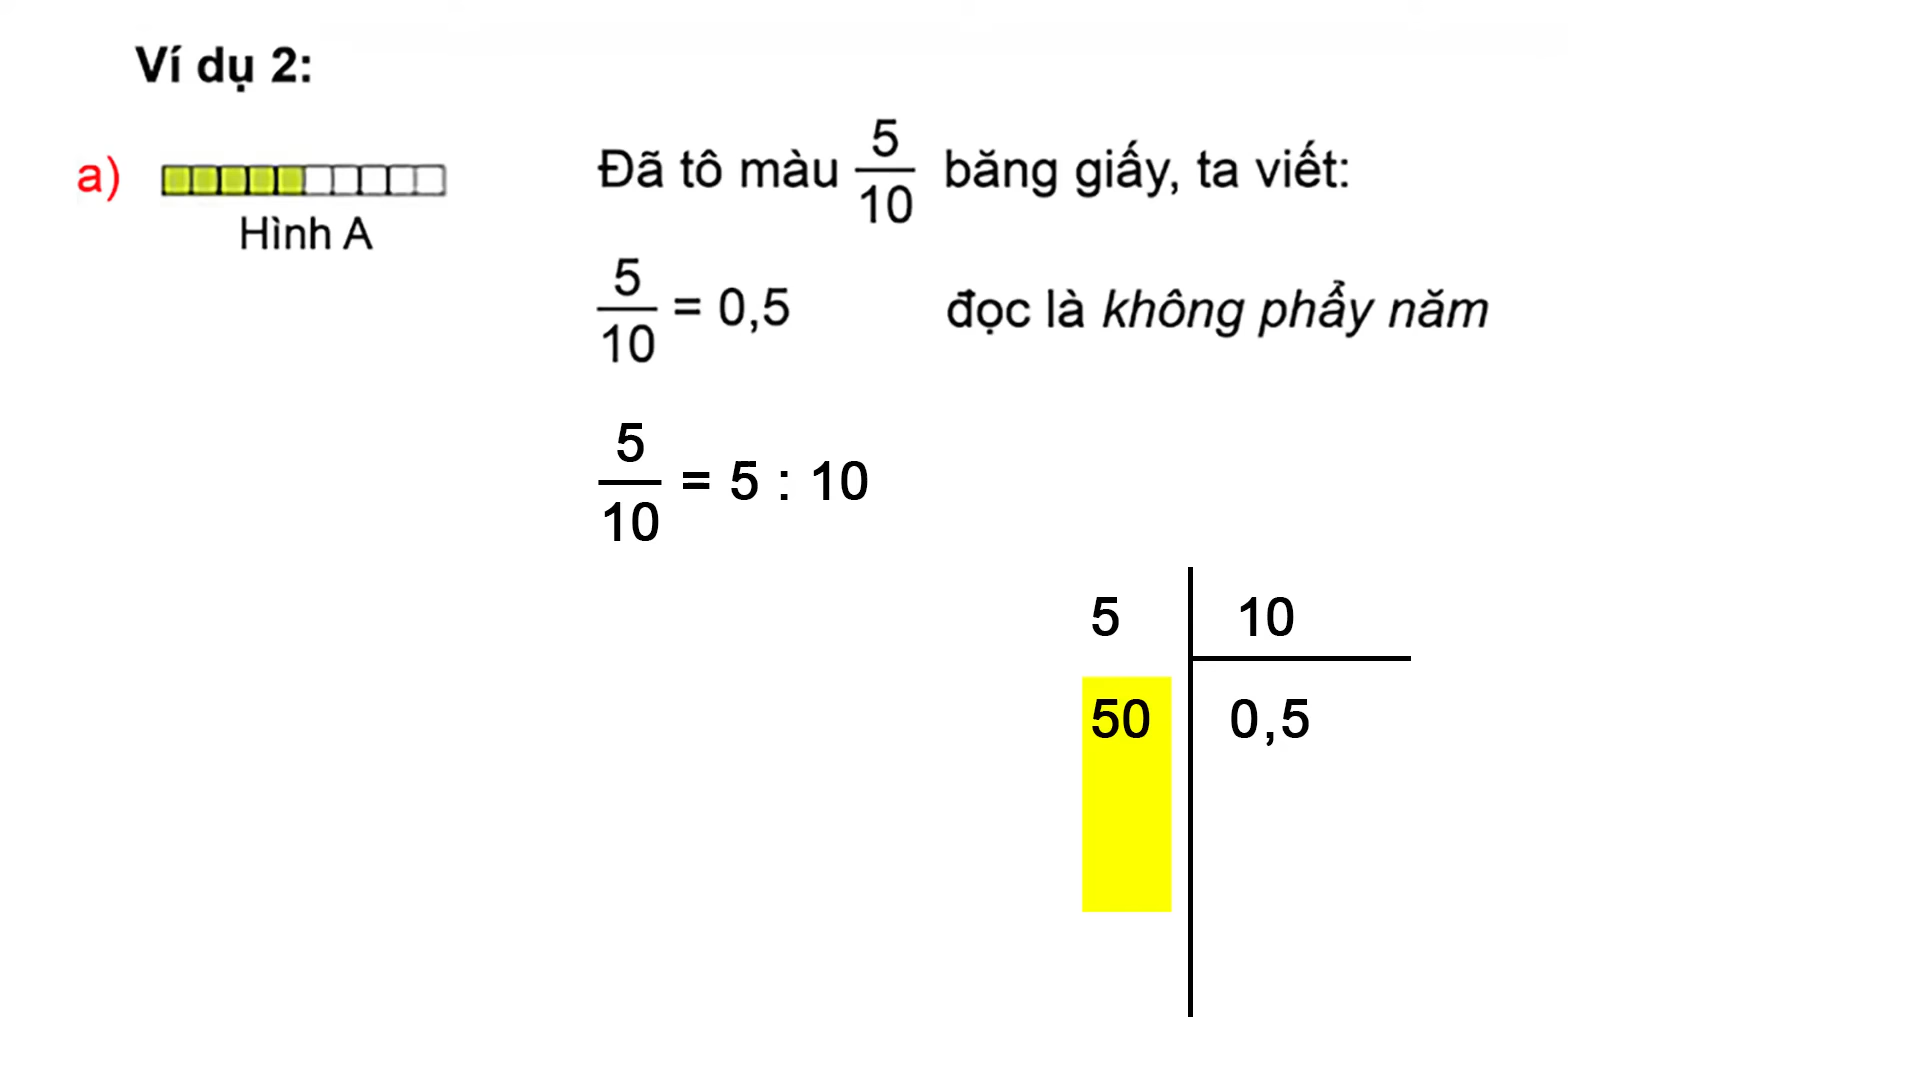 Ví dụ 2:
a)
Hình A
Đã tô màu 5/10 băng giấy, ta viết:
5/10 = 0,5 đọc là không phẩy năm
5/10 = 5 : 10
5 10
50 0,5